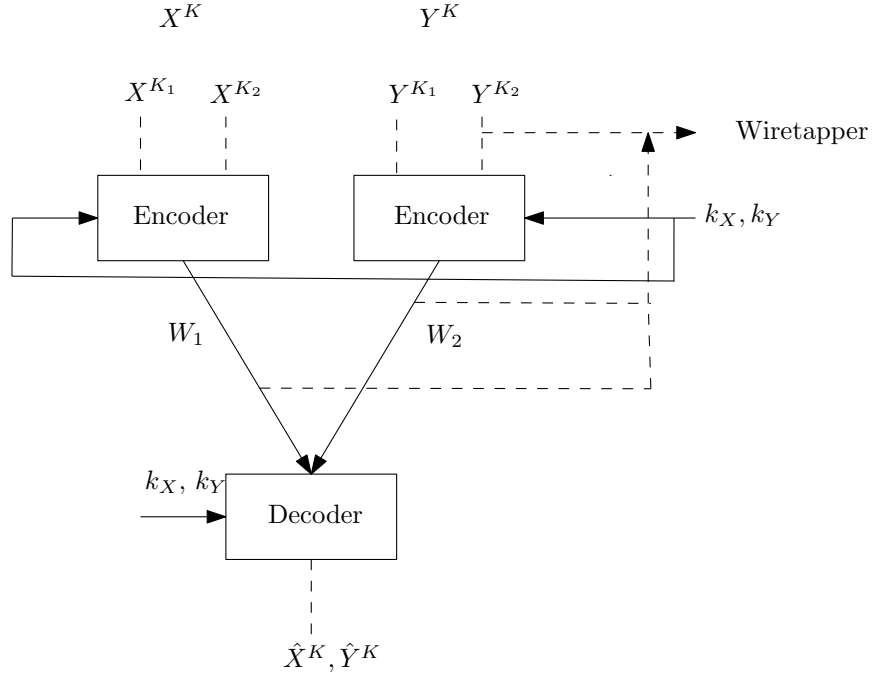 X^K Y^K
X^{K_1} X^{K_2} Y^{K_1} Y^{K_2}
Wiretapper
Encoder Encoder k_X, k_Y
W_1 W_2
k_X, k_Y
Decoder
\hat{X}^K, \hat{Y}^K